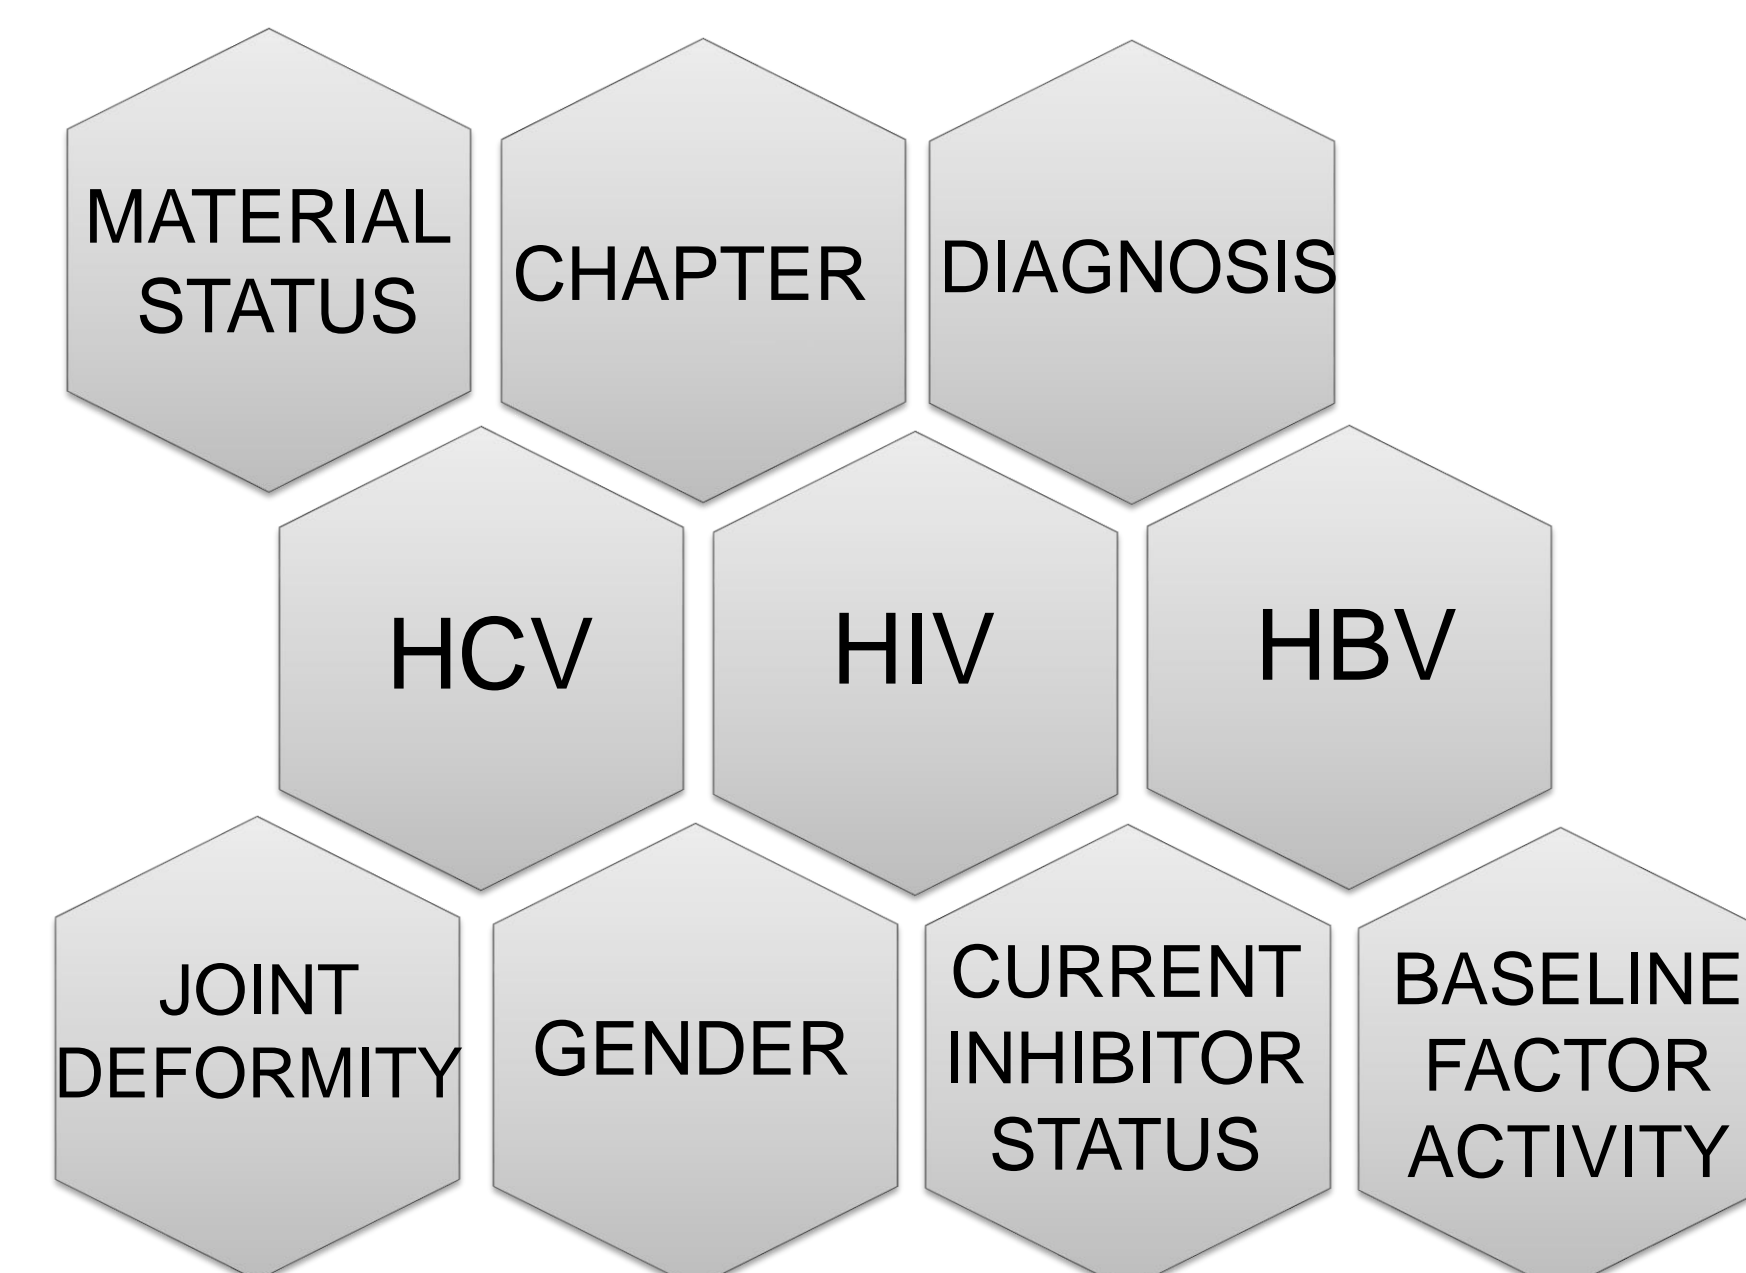 MATERIAL
STATUS
CHAPTER
DIAGNOSIS
HCV
HIV
HBV
JOINT
DEFORMITY
GENDER
CURRENT
INHIBITOR
STATUS
BASELINE
FACTOR
ACTIVITY